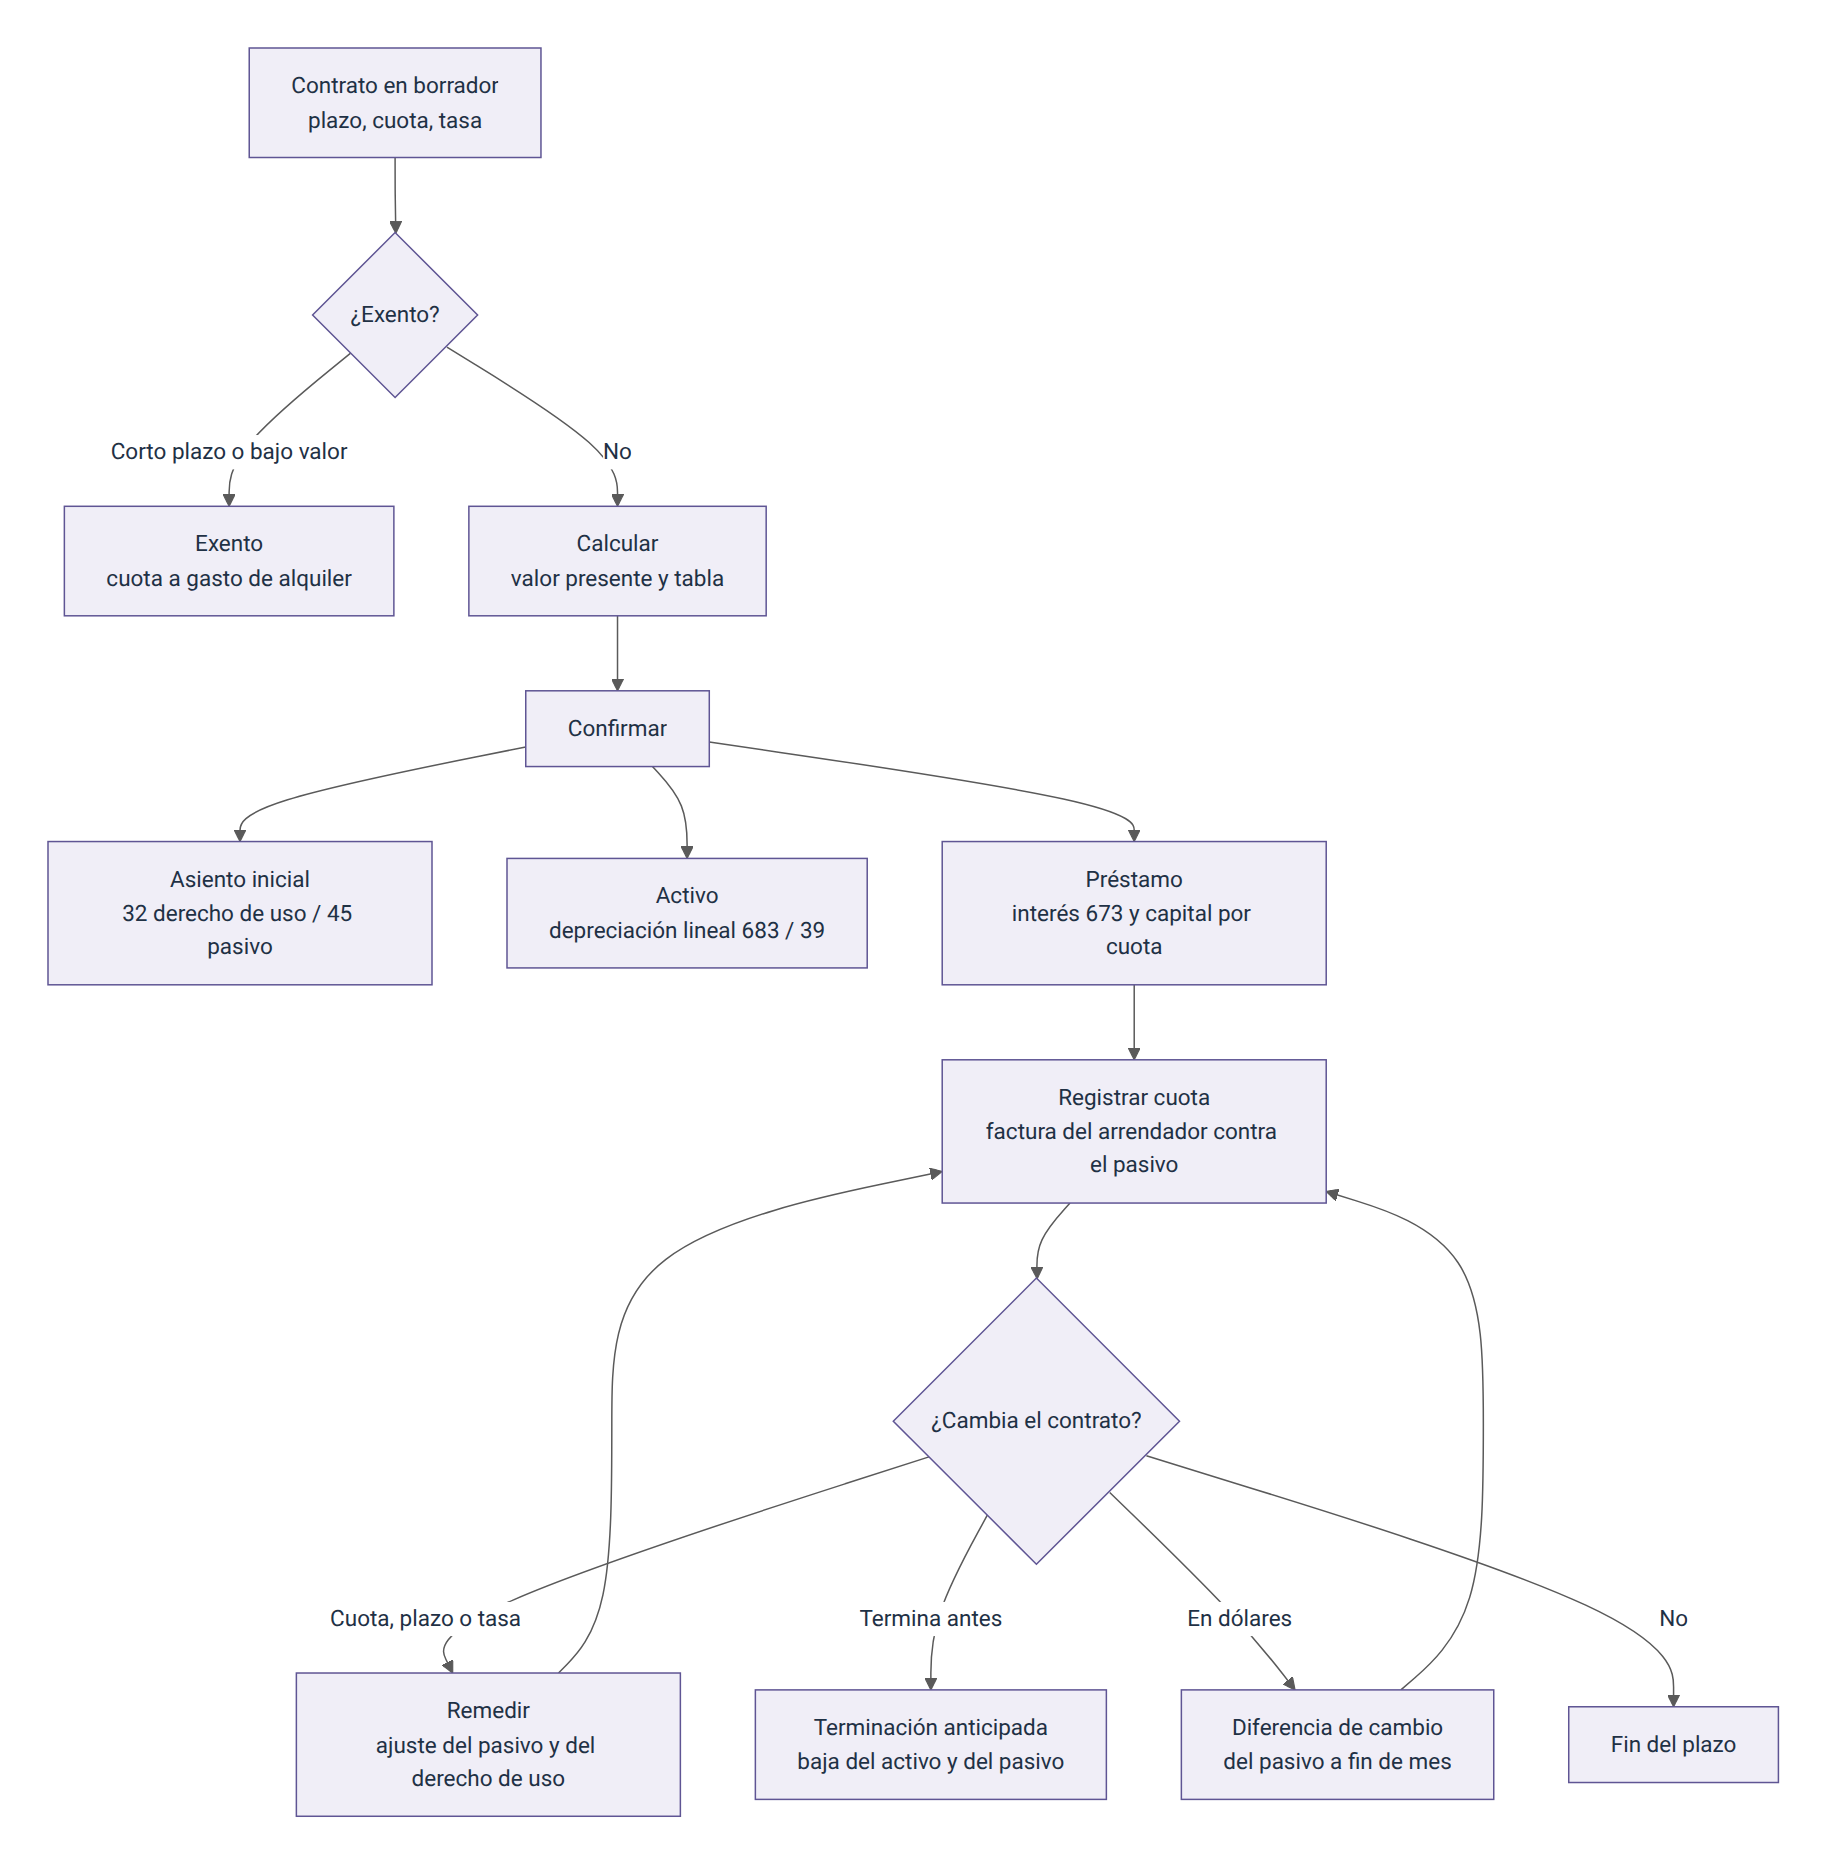 Contrato en borrador
plazo, cuota, tasa
¿Exento?
Corto plazo o bajo valor
No
Exento
cuota a gasto de alquiler
Calcular
valor presente y tabla
Confirmar
Asiento inicial
32 derecho de uso / 45
pasivo
Activo
depreciación lineal 683 / 39
Préstamo
interés 673 y capital por
cuota
Registrar cuota
factura del arrendador contra
el pasivo
¿Cambia el contrato?
Cuota, plazo o tasa
Termina antes
En dólares
No
Remedir
ajuste del pasivo y del
derecho de uso
Terminación anticipada
baja del activo y del pasivo
Diferencia de cambio
del pasivo a fin de mes
Fin del plazo